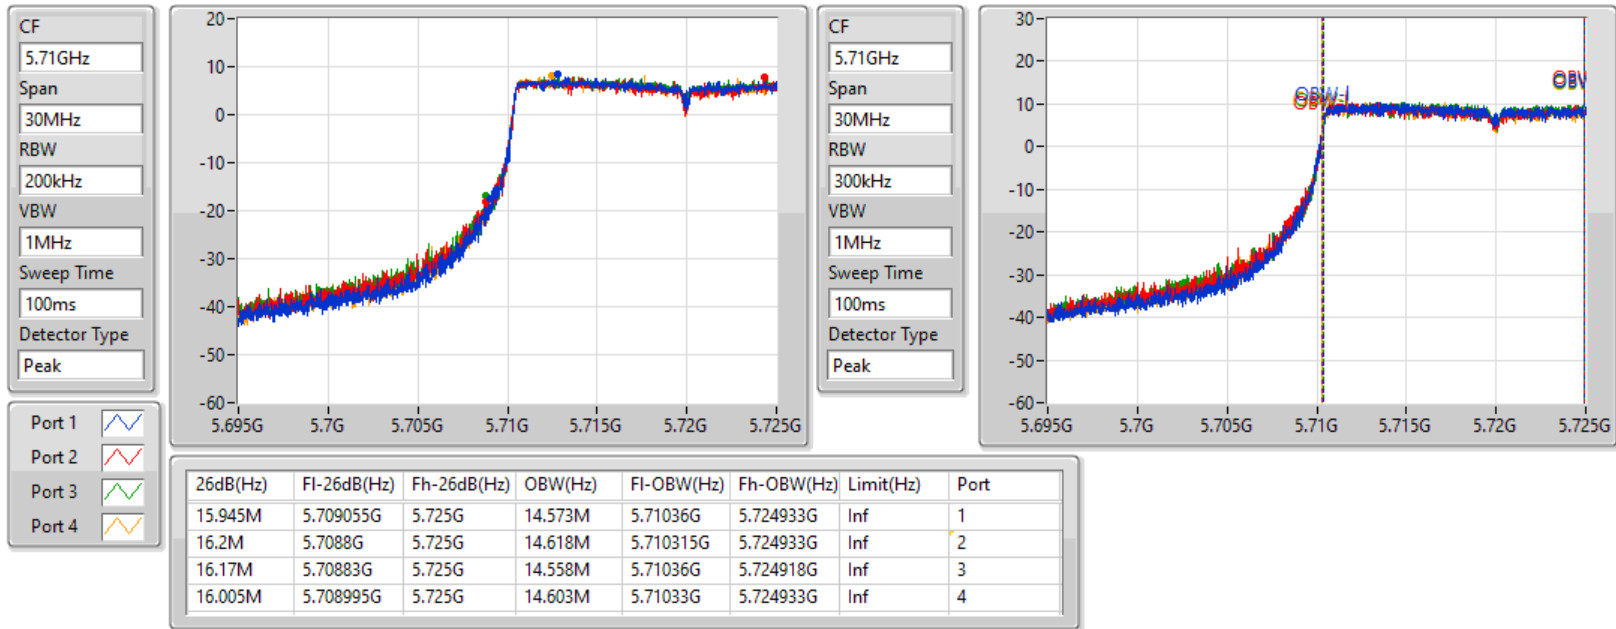 CF
5.71GHz
Span
30MHz
RBW
200kHz
VBW
1MHz
Sweep Time
100ms
Detector Type
Peak
20
10
0
-10
-20
-30
-40
-50
-60
5.695G 5.7G 5.705G 5.71G 5.715G 5.72G 5.725G
CF
5.71GHz
Span
30MHz
RBW
300kHz
VBW
1MHz
Sweep Time
100ms
Detector Type
Peak
30
20
10
0
-10
-20
-30
-40
-50
-60
OBW-l
OBW
5.695G 5.7G 5.705G 5.71G 5.715G 5.72G 5.725G
Port 1
Port 2
Port 3
Port 4
26dB(Hz) Fl-26dB(Hz) Fh-26dB(Hz) OBW(Hz) Fl-OBW(Hz) Fh-OBW(Hz) Limit(Hz) Port
15.945M 5.709055G 5.725G 14.573M 5.71036G 5.724933G Inf 1
16.2M 5.7088G 5.725G 14.618M 5.710315G 5.724933G Inf 2
16.17M 5.70883G 5.725G 14.558M 5.71036G 5.724918G Inf 3
16.005M 5.708995G 5.725G 14.603M 5.71033G 5.724933G Inf 4